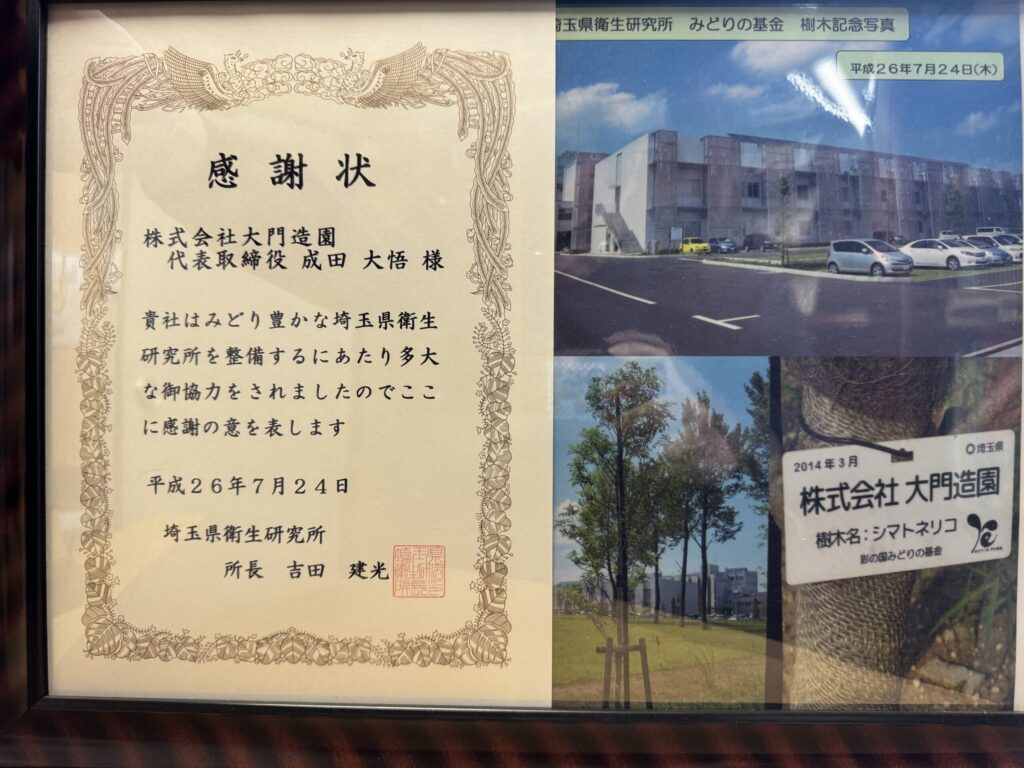 感謝状
株式会社大門造園
代表取締役 成田 大悟 様
貴社はみどり豊かな埼玉県衛生
研究所を整備するにあたり多大
な御協力をされましたのでここ
に感謝の意を表します
平成26年7月24日
埼玉県衛生研究所
所長 吉田 建光
埼玉県衛生研究所 みどりの基金 樹木記念写真
平成26年7月24日(木)
2014年3月
埼玉県
株式会社 大門造園
樹木名:シマトネリコ
彩の国みどりの基金